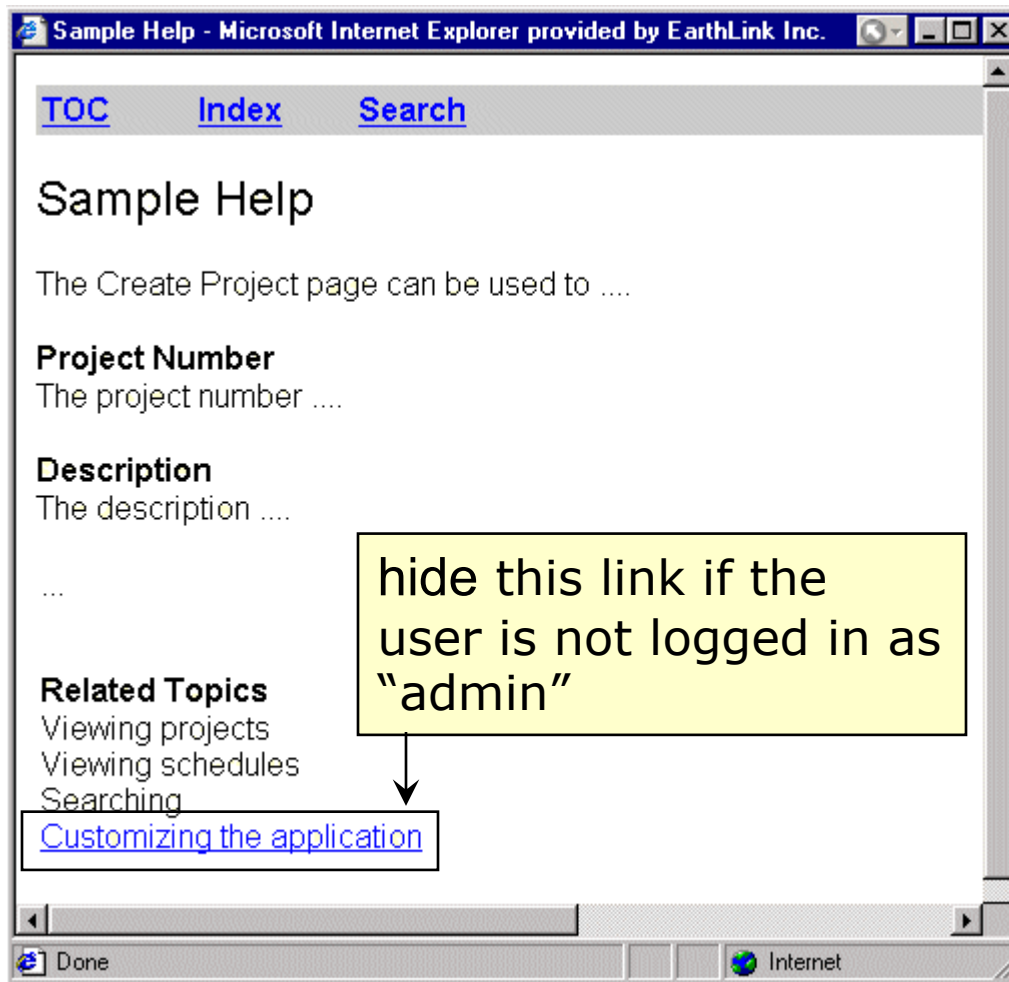 Sample Help - Microsoft Internet Explorer provided by EarthLink Inc.
TOC Index Search
Sample Help
The Create Project page can be used to ....
Project Number
The project number ....
Description
The description ....
...
hide this link if the
user is not logged in as
“admin”
Related Topics
Viewing projects
Viewing schedules
Searching
Customizing the application
Done Internet